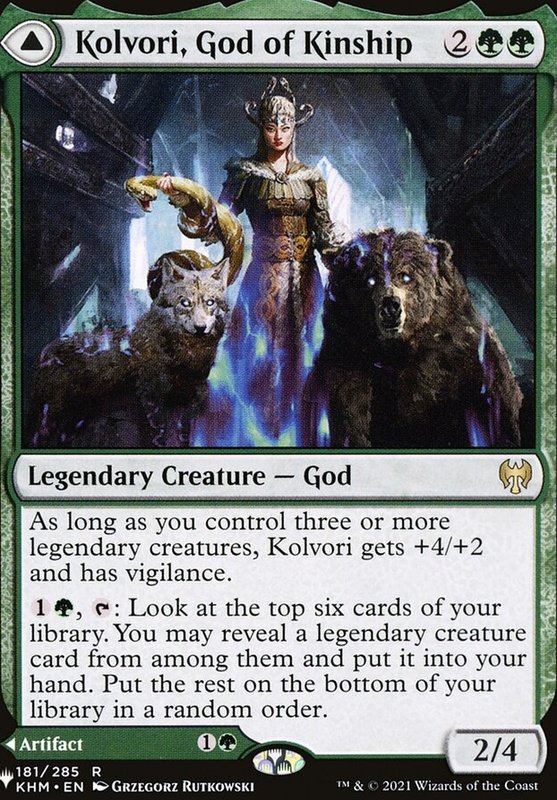 Kolvori, God of Kinship 2
Legendary Creature — God
As long as you control three or more
legendary creatures, Kolvori gets +4/+2
and has vigilance.
1 , : Look at the top six cards of your
library. You may reveal a legendary creature
card from among them and put it into your
hand. Put the rest on the bottom of your
library in a random order.
Artifact 1
2/4
181/285 R
KHM • EN Grzegorz Rutkowski
™ & © 2021 Wizards of the Coast